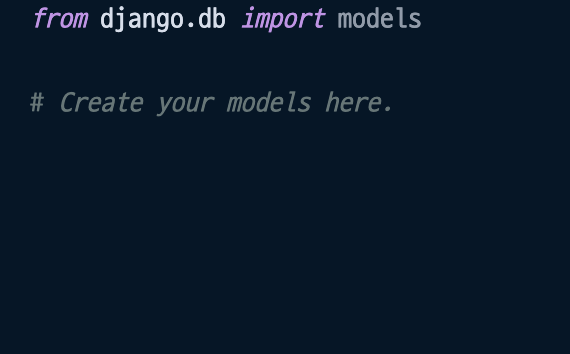 from django.db import models
# Create your models here.